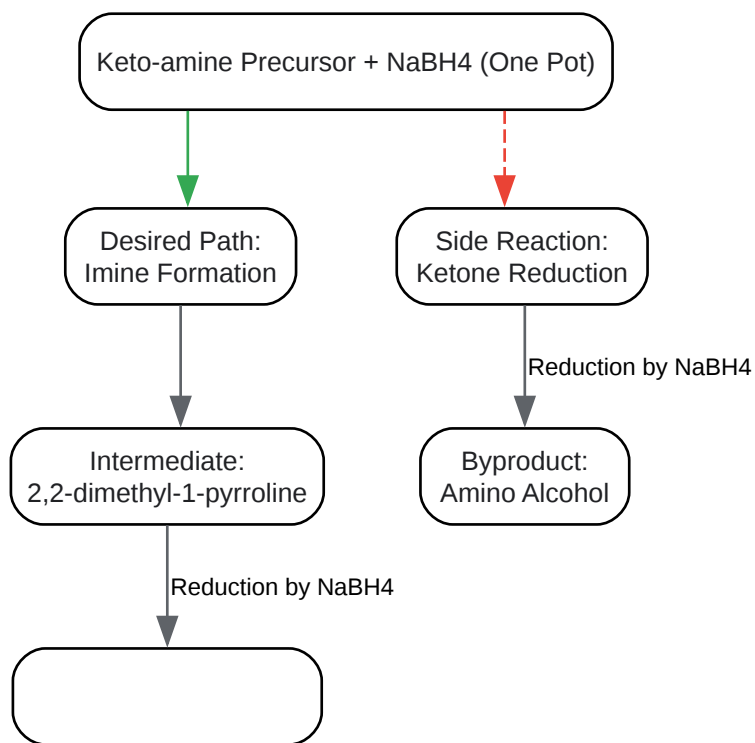 Keto-amine Precursor + NaBH4 (One Pot)
Desired Path:
Imine Formation
Side Reaction:
Ketone Reduction
Reduction by NaBH4
Intermediate:
2,2-dimethyl-1-pyrroline
Byproduct:
Amino Alcohol
Reduction by NaBH4